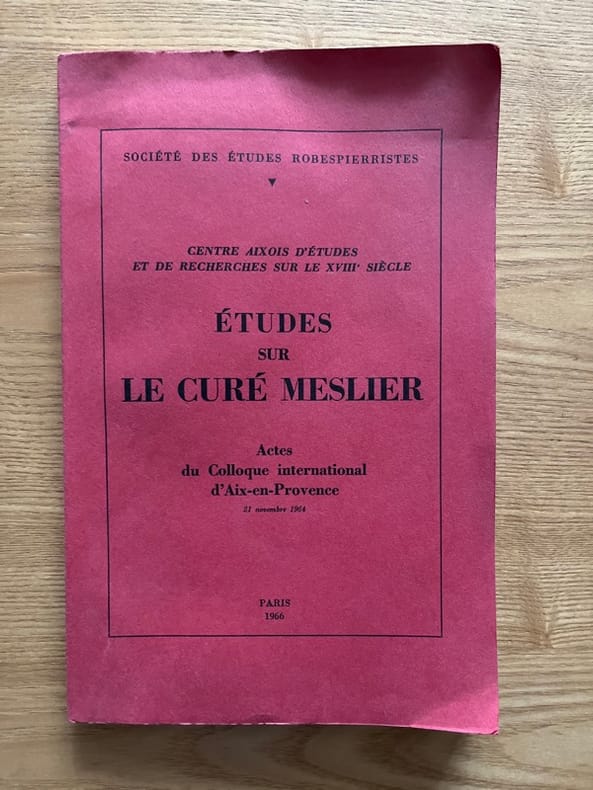 SOCIÉTÉ DES ÉTUDES ROBESPIERRISTES
CENTRE AIXOIS D'ÉTUDES
ET DE RECHERCHES SUR LE XVIIIe SIÈCLE
ÉTUDES
SUR
LE CURÉ MESLIER
Actes
du Colloque international
d'Aix-en-Provence
21 novembre 1964
PARIS
1966